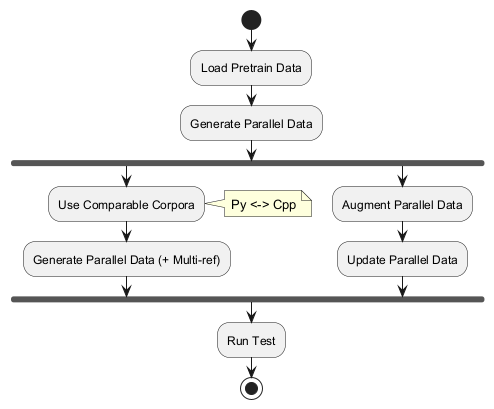 Load Pretrain Data
Generate Parallel Data
Use Comparable Corpora
Py <-> Cpp
Augment Parallel Data
Generate Parallel Data (+ Multi-ref)
Update Parallel Data
Run Test